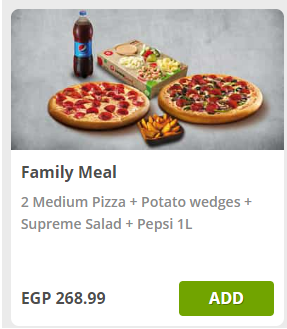 Family Meal
2 Medium Pizza + Potato wedges +
Supreme Salad + Pepsi 1L
EGP 268.99
ADD